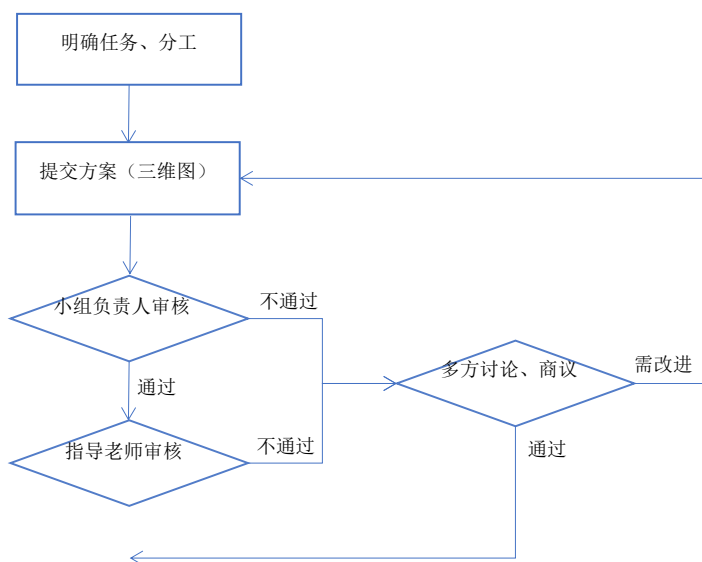 明确任务、分工
提交方案（三维图）
小组负责人审核
不通过
多方讨论、商议
需改进
通过
指导老师审核
不通过
通过